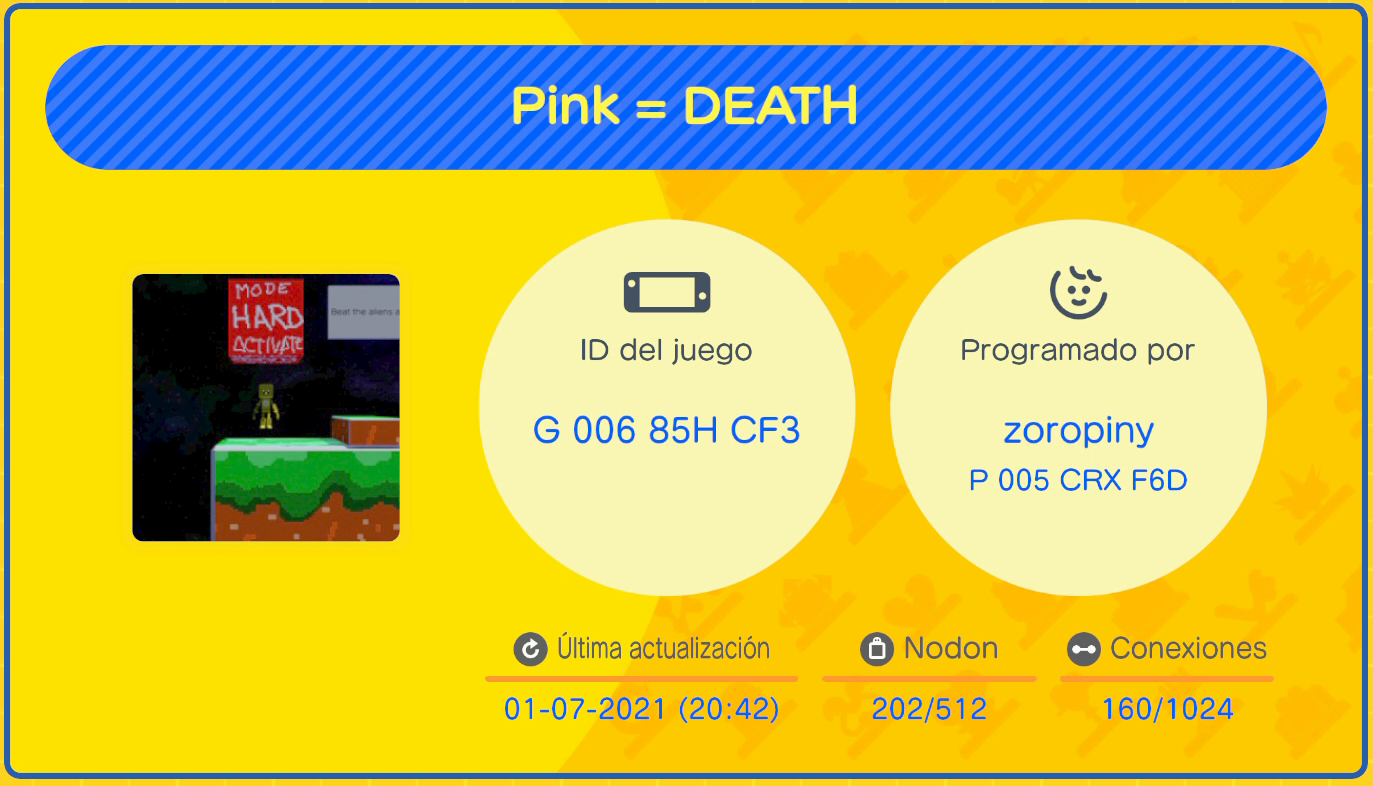 Pink = DEATH
MODE
HARD
ACTIVATE
Beat the aliens a
ID del juego
G 006 85H CF3
Programado por
zoropiny
P 005 CRX F6D
Última actualización
01-07-2021 (20:42)
Nodon
202/512
Conexiones
160/1024